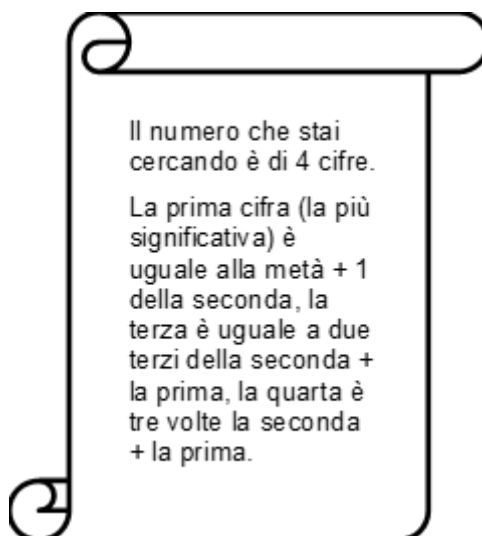 Il numero che stai
cercando è di 4 cifre.
La prima cifra (la più
significativa) è
uguale alla metà + 1
della seconda, la
terza è uguale a due
terzi della seconda +
la prima, la quarta è
tre volte la seconda
+ la prima.